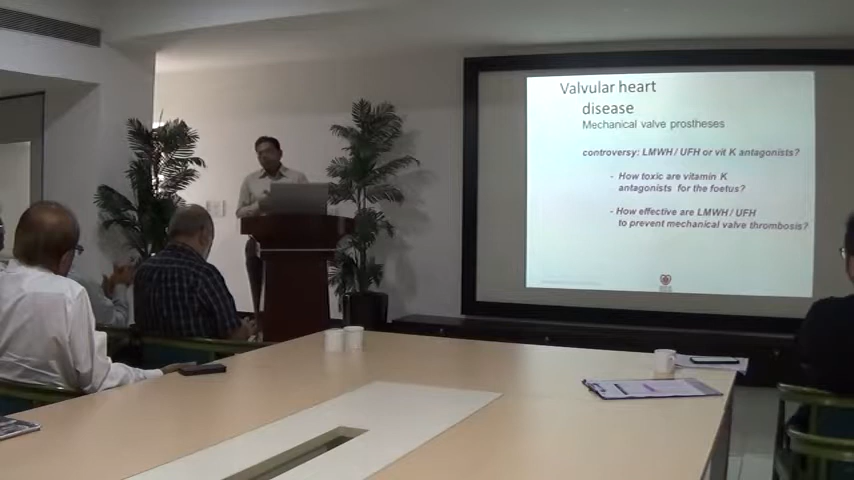 Valvular heart
disease
Mechanical valve prostheses
controversy: LMWH / UFH or vit K antagonists?
- How toxic are vitamin K
antagonists for the foetus?
- How effective are LMWH / UFH
to prevent mechanical valve thrombosis?